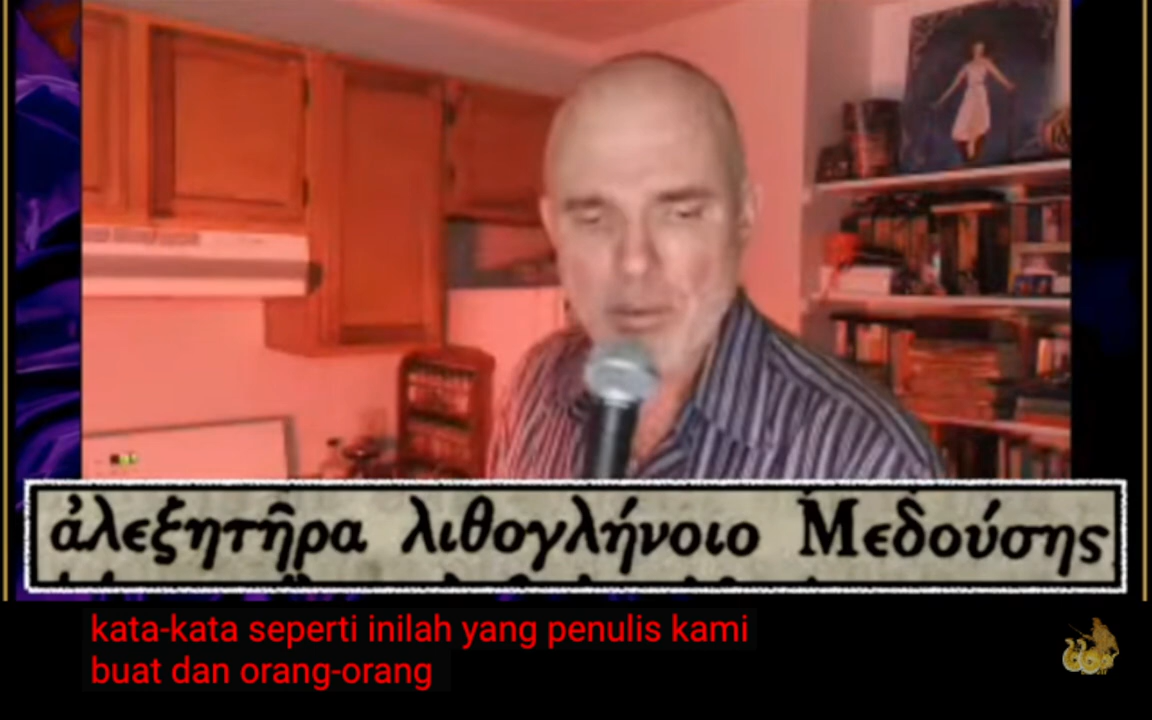 ἀλεξητῆρα λιθογλήνοιο Μεδούσης
kata-kata seperti inilah yang penulis kami
buat dan orang-orang